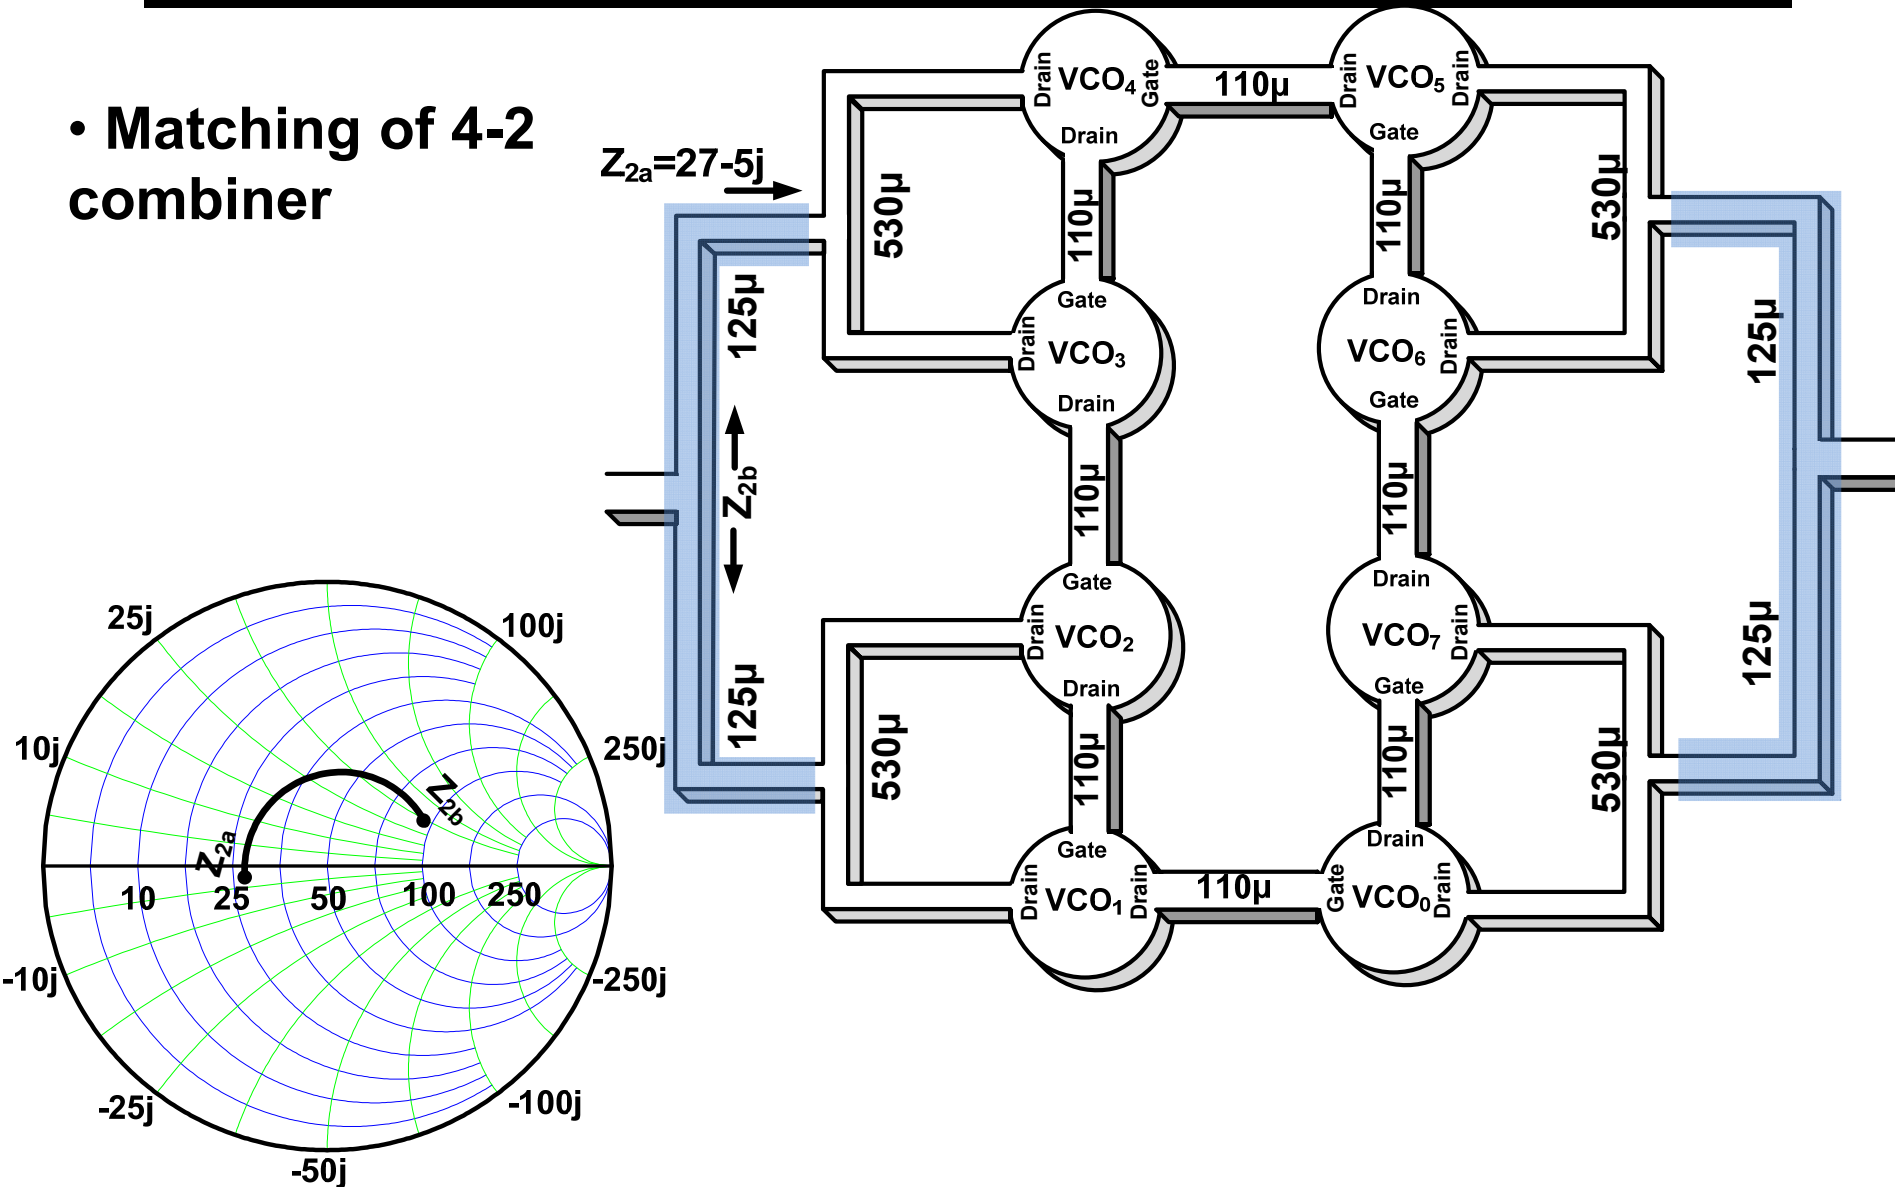 • Matching of 4-2
combiner
Z2a=27-5j
Drain
VCO4
Gate
Drain
110µ
Drain
VCO5
Drain
Gate
530µ
110µ
110µ
530µ
125µ
Gate
Drain
VCO3
Drain
Drain
VCO6
Drain
Gate
125µ
Z2b
110µ
110µ
Gate
Drain
VCO2
Drain
Drain
VCO7
Drain
Gate
125µ
125µ
530µ
110µ
110µ
530µ
Gate
Drain
VCO1
Drain
110µ
Drain
Gate
VCO0
Drain
25j
100j
10j
250j
Z2a
Z2b
10
25
50
100
250
-10j
-250j
-25j
-100j
-50j